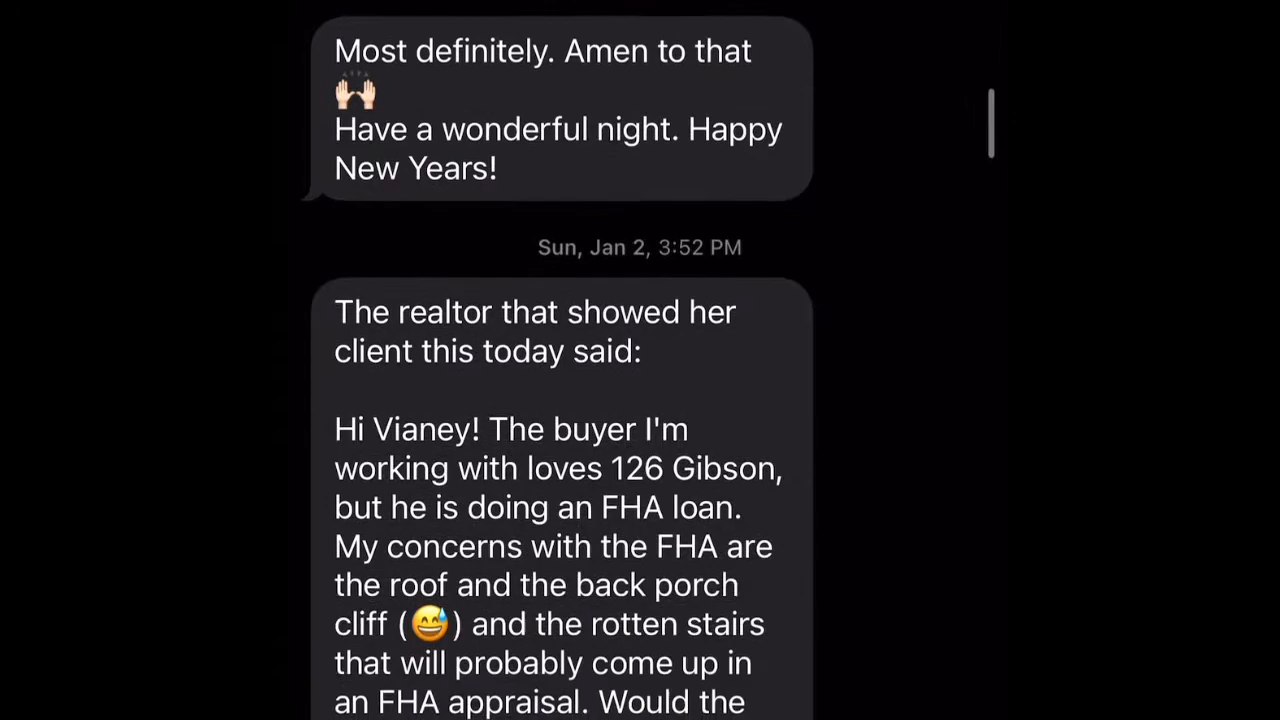 Most definitely. Amen to that
🙌🏻
Have a wonderful night. Happy
New Years!
Sun, Jan 2, 3:52 PM
The realtor that showed her
client this today said:
Hi Vianey! The buyer I'm
working with loves 126 Gibson,
but he is doing an FHA loan.
My concerns with the FHA are
the roof and the back porch
cliff (😅) and the rotten stairs
that will probably come up in
an FHA appraisal. Would the